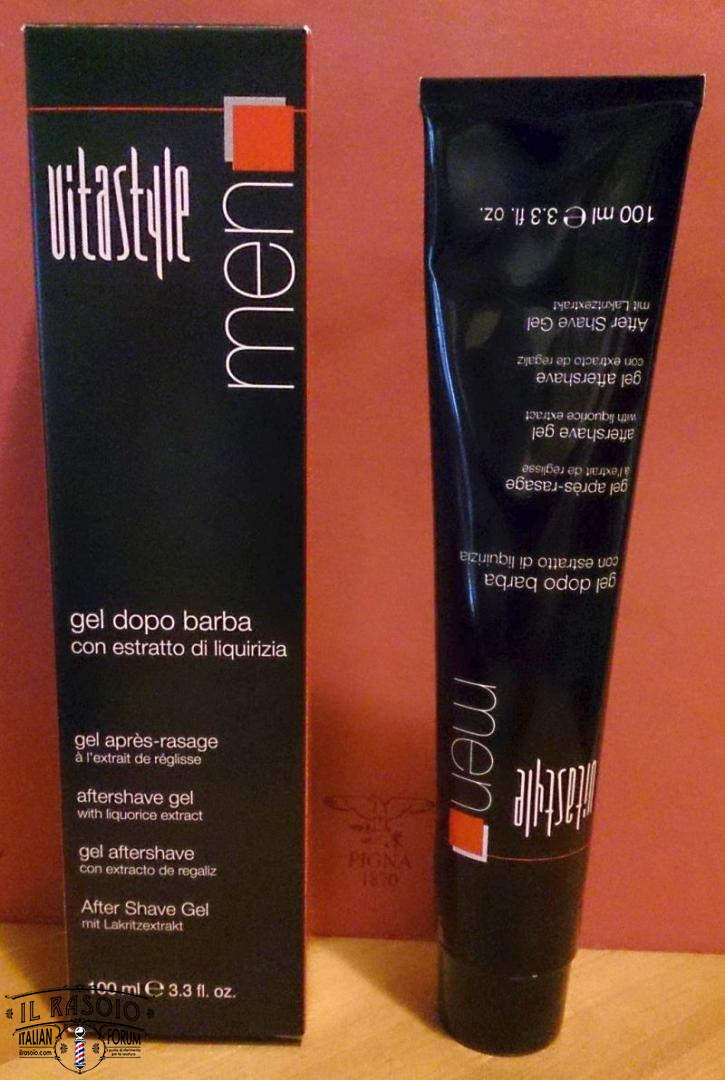 vitastyle
men
gel dopo barba
con estratto di liquirizia
gel après-rasage
à l'extrait de réglisse
aftershave gel
with liquorice extract
gel aftershave
con extracto de regaliz
After Shave Gel
mit Lakritzextrakt
100 ml ℮ 3.3 fl. oz.
vitastyle
men
gel dopo barba
con estratto di liquirizia
gel après-rasage
à l'extrait de réglisse
aftershave gel
with liquorice extract
gel aftershave
con extracto de regaliz
After Shave Gel
mit Lakritzextrakt
100 ml ℮ 3.3 fl. oz.
PIGNA
1870
IL RASOIO
ITALIAN FORUM
ilrasoio.com